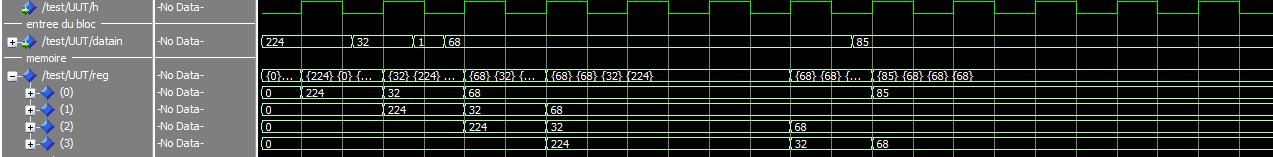 /test/UUT/h -No Data-
entree du bloc
/test/UUT/datain -No Data- 224 32 1 68 85
memoire
/test/UUT/reg -No Data- {0}... {224} {0} {... {32} {224} ... {68} {32} {... {68} {68} {32} {224} {68} {68} {... {85} {68} {68} {68}
(0) -No Data- 0 224 32 68 85
(1) -No Data- 0 224 32 68
(2) -No Data- 0 224 32 68
(3) -No Data- 0 224 32 68